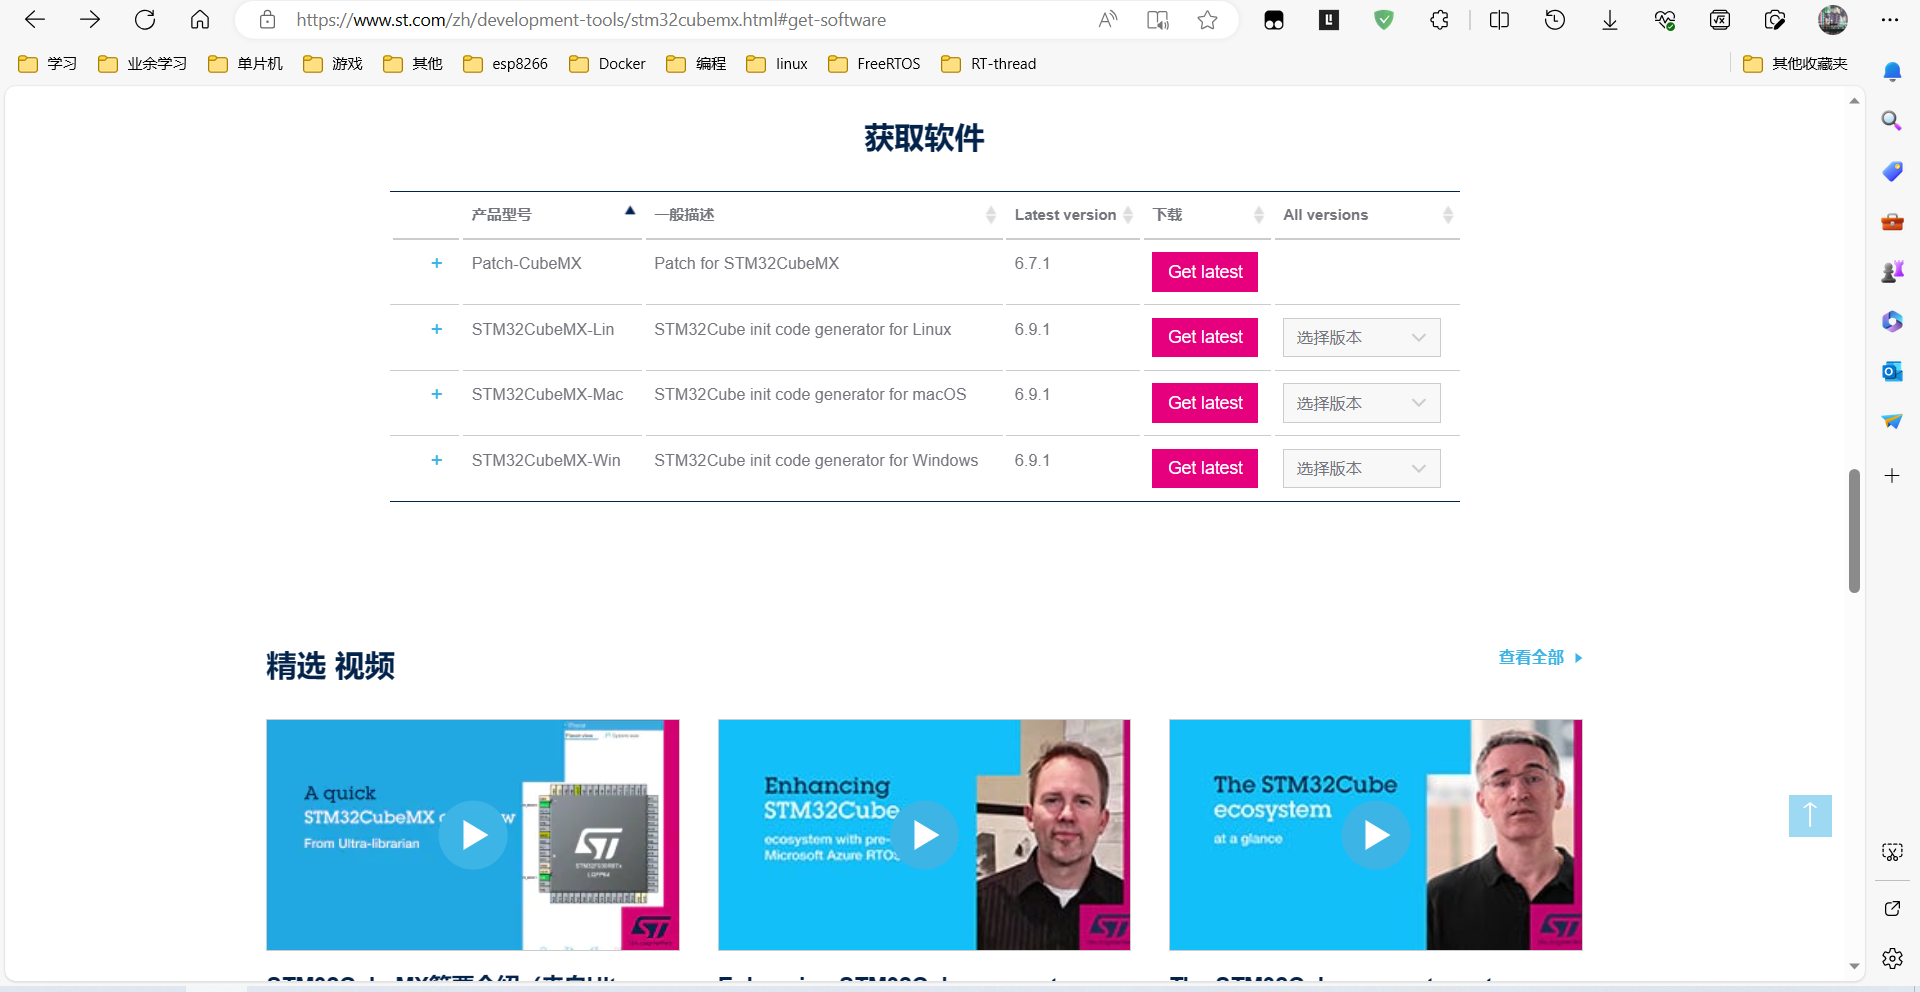 https://www.st.com/zh/development-tools/stm32cubemx.html#get-software
学习 业余学习 单片机 游戏 其他 esp8266 Docker 编程 linux FreeRTOS RT-thread 其他收藏夹
获取软件
产品型号 一般描述 Latest version 下载 All versions
+ Patch-CubeMX Patch for STM32CubeMX 6.7.1 Get latest
+ STM32CubeMX-Lin STM32Cube init code generator for Linux 6.9.1 Get latest 选择版本
+ STM32CubeMX-Mac STM32Cube init code generator for macOS 6.9.1 Get latest 选择版本
+ STM32CubeMX-Win STM32Cube init code generator for Windows 6.9.1 Get latest 选择版本
精选 视频
查看全部
A quick
STM32CubeMX
From Ultra-librarian
ST
LQFP64
ST
Enhancing
STM32Cube
ecosystem with pre-
Microsoft Azure RTOS
ST
The STM32Cube
ecosystem
at a glance
ST